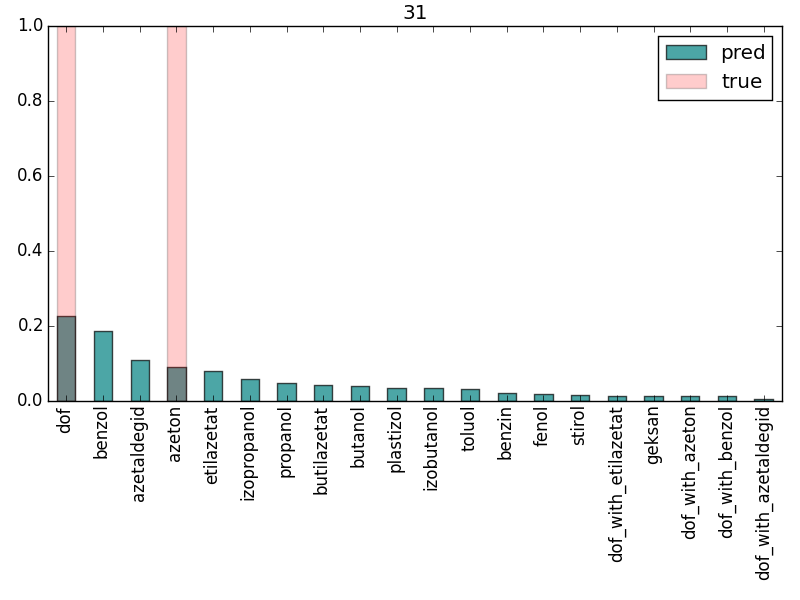 31
1.0
0.8
0.6
0.4
0.2
0.0
pred
true
dof
benzol
azetaldegid
azeton
etilazetat
izopropanol
propanol
butilazetat
butanol
plastizol
izobutanol
toluol
benzin
fenol
stirol
dof_with_etilazetat
geksan
dof_with_azeton
dof_with_benzol
dof_with_azetaldegid